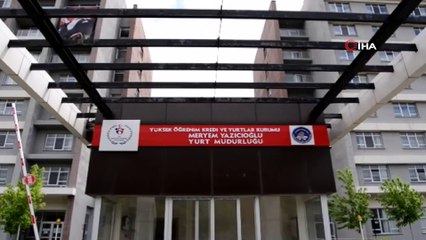 İHA
YÜKSEK ÖĞRENİM KREDİ VE YURTLAR KURUMU
MERYEM YAZICIOĞLU
YURT MÜDÜRLÜĞÜ